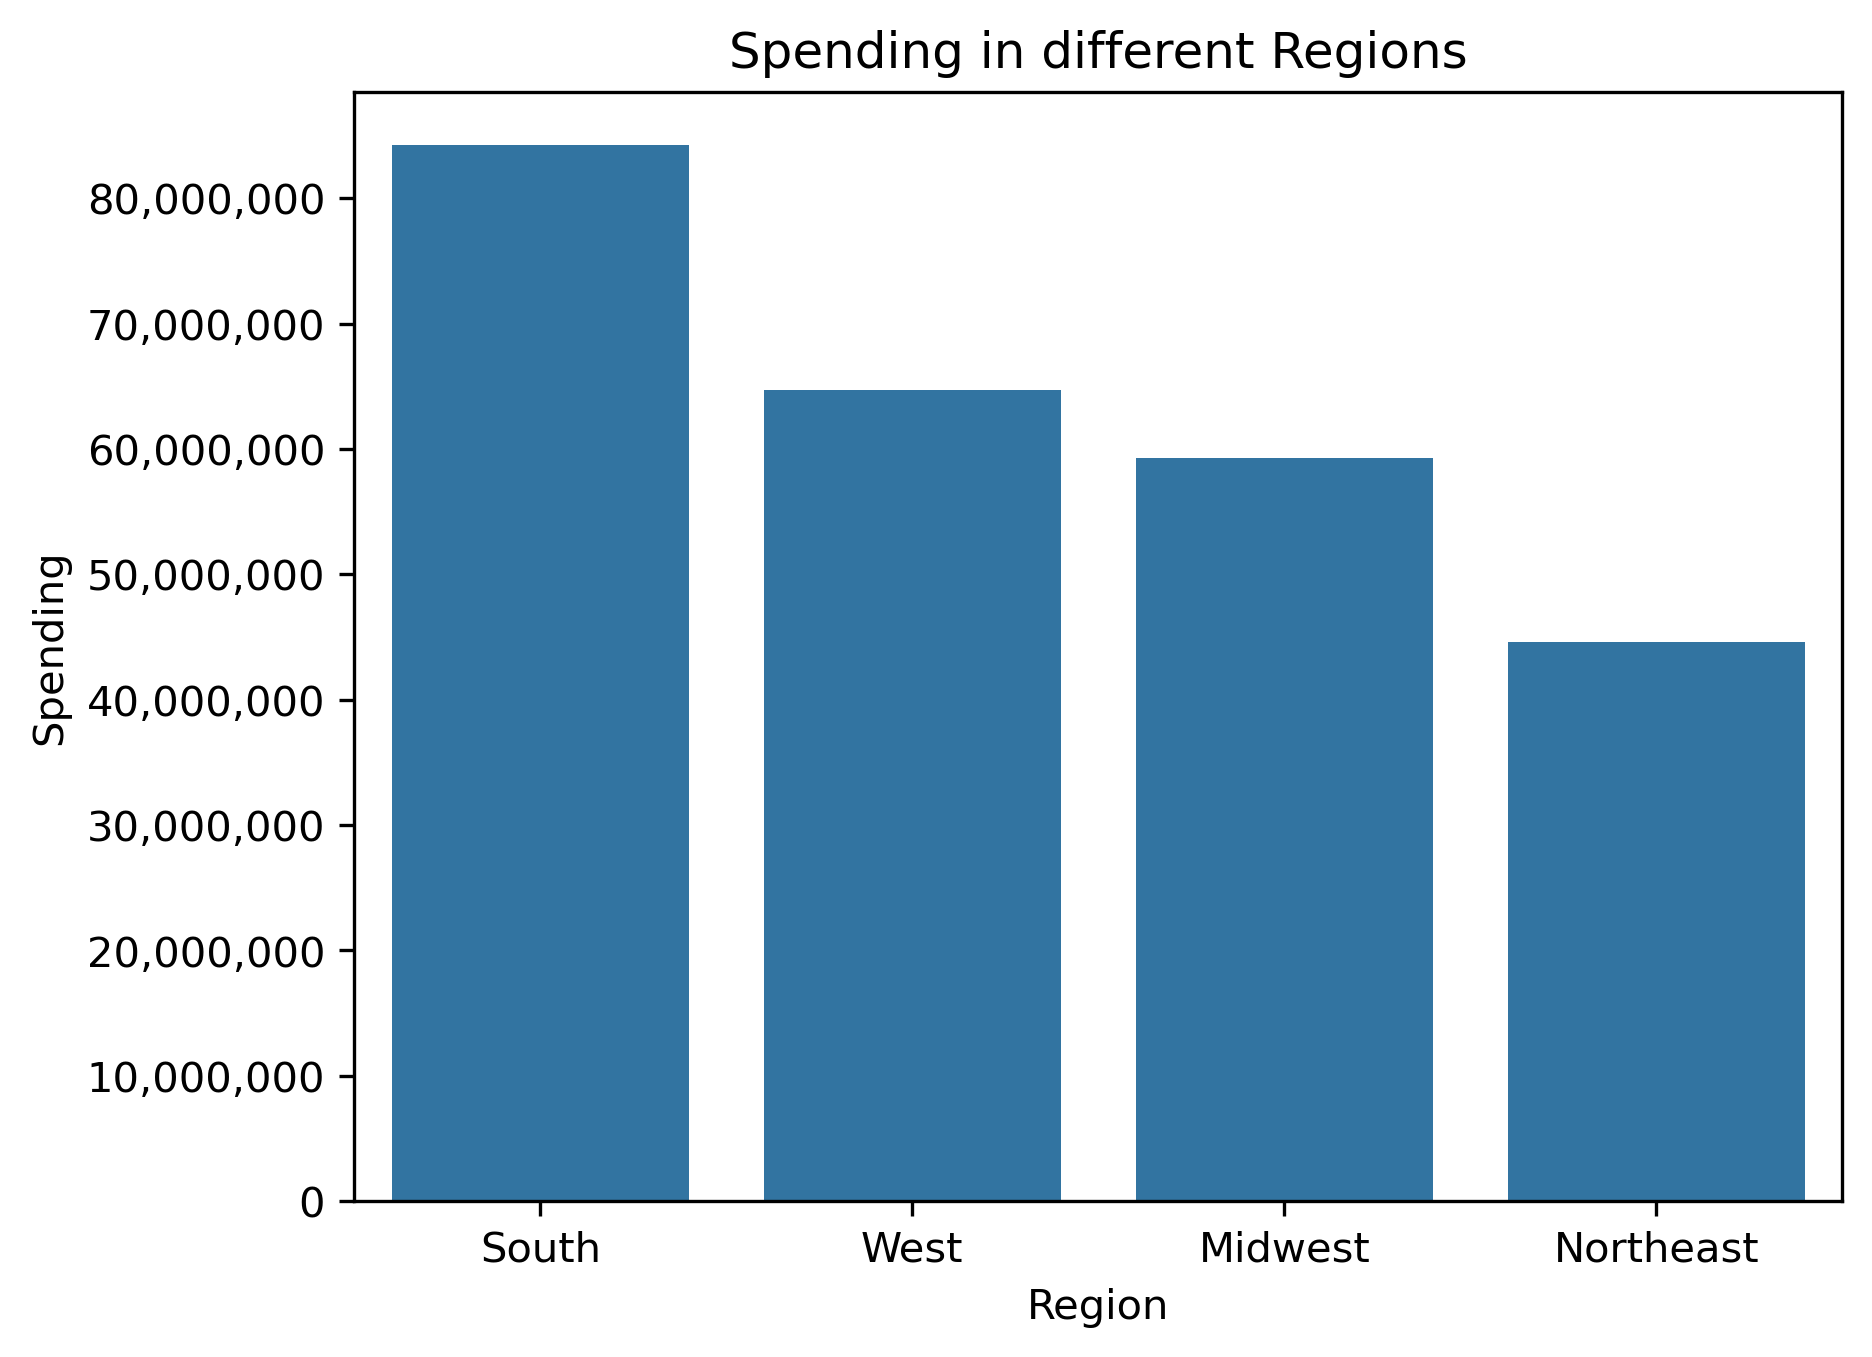 Spending in different Regions
Spending
80,000,000
70,000,000
60,000,000
50,000,000
40,000,000
30,000,000
20,000,000
10,000,000
0
South West Midwest Northeast
Region